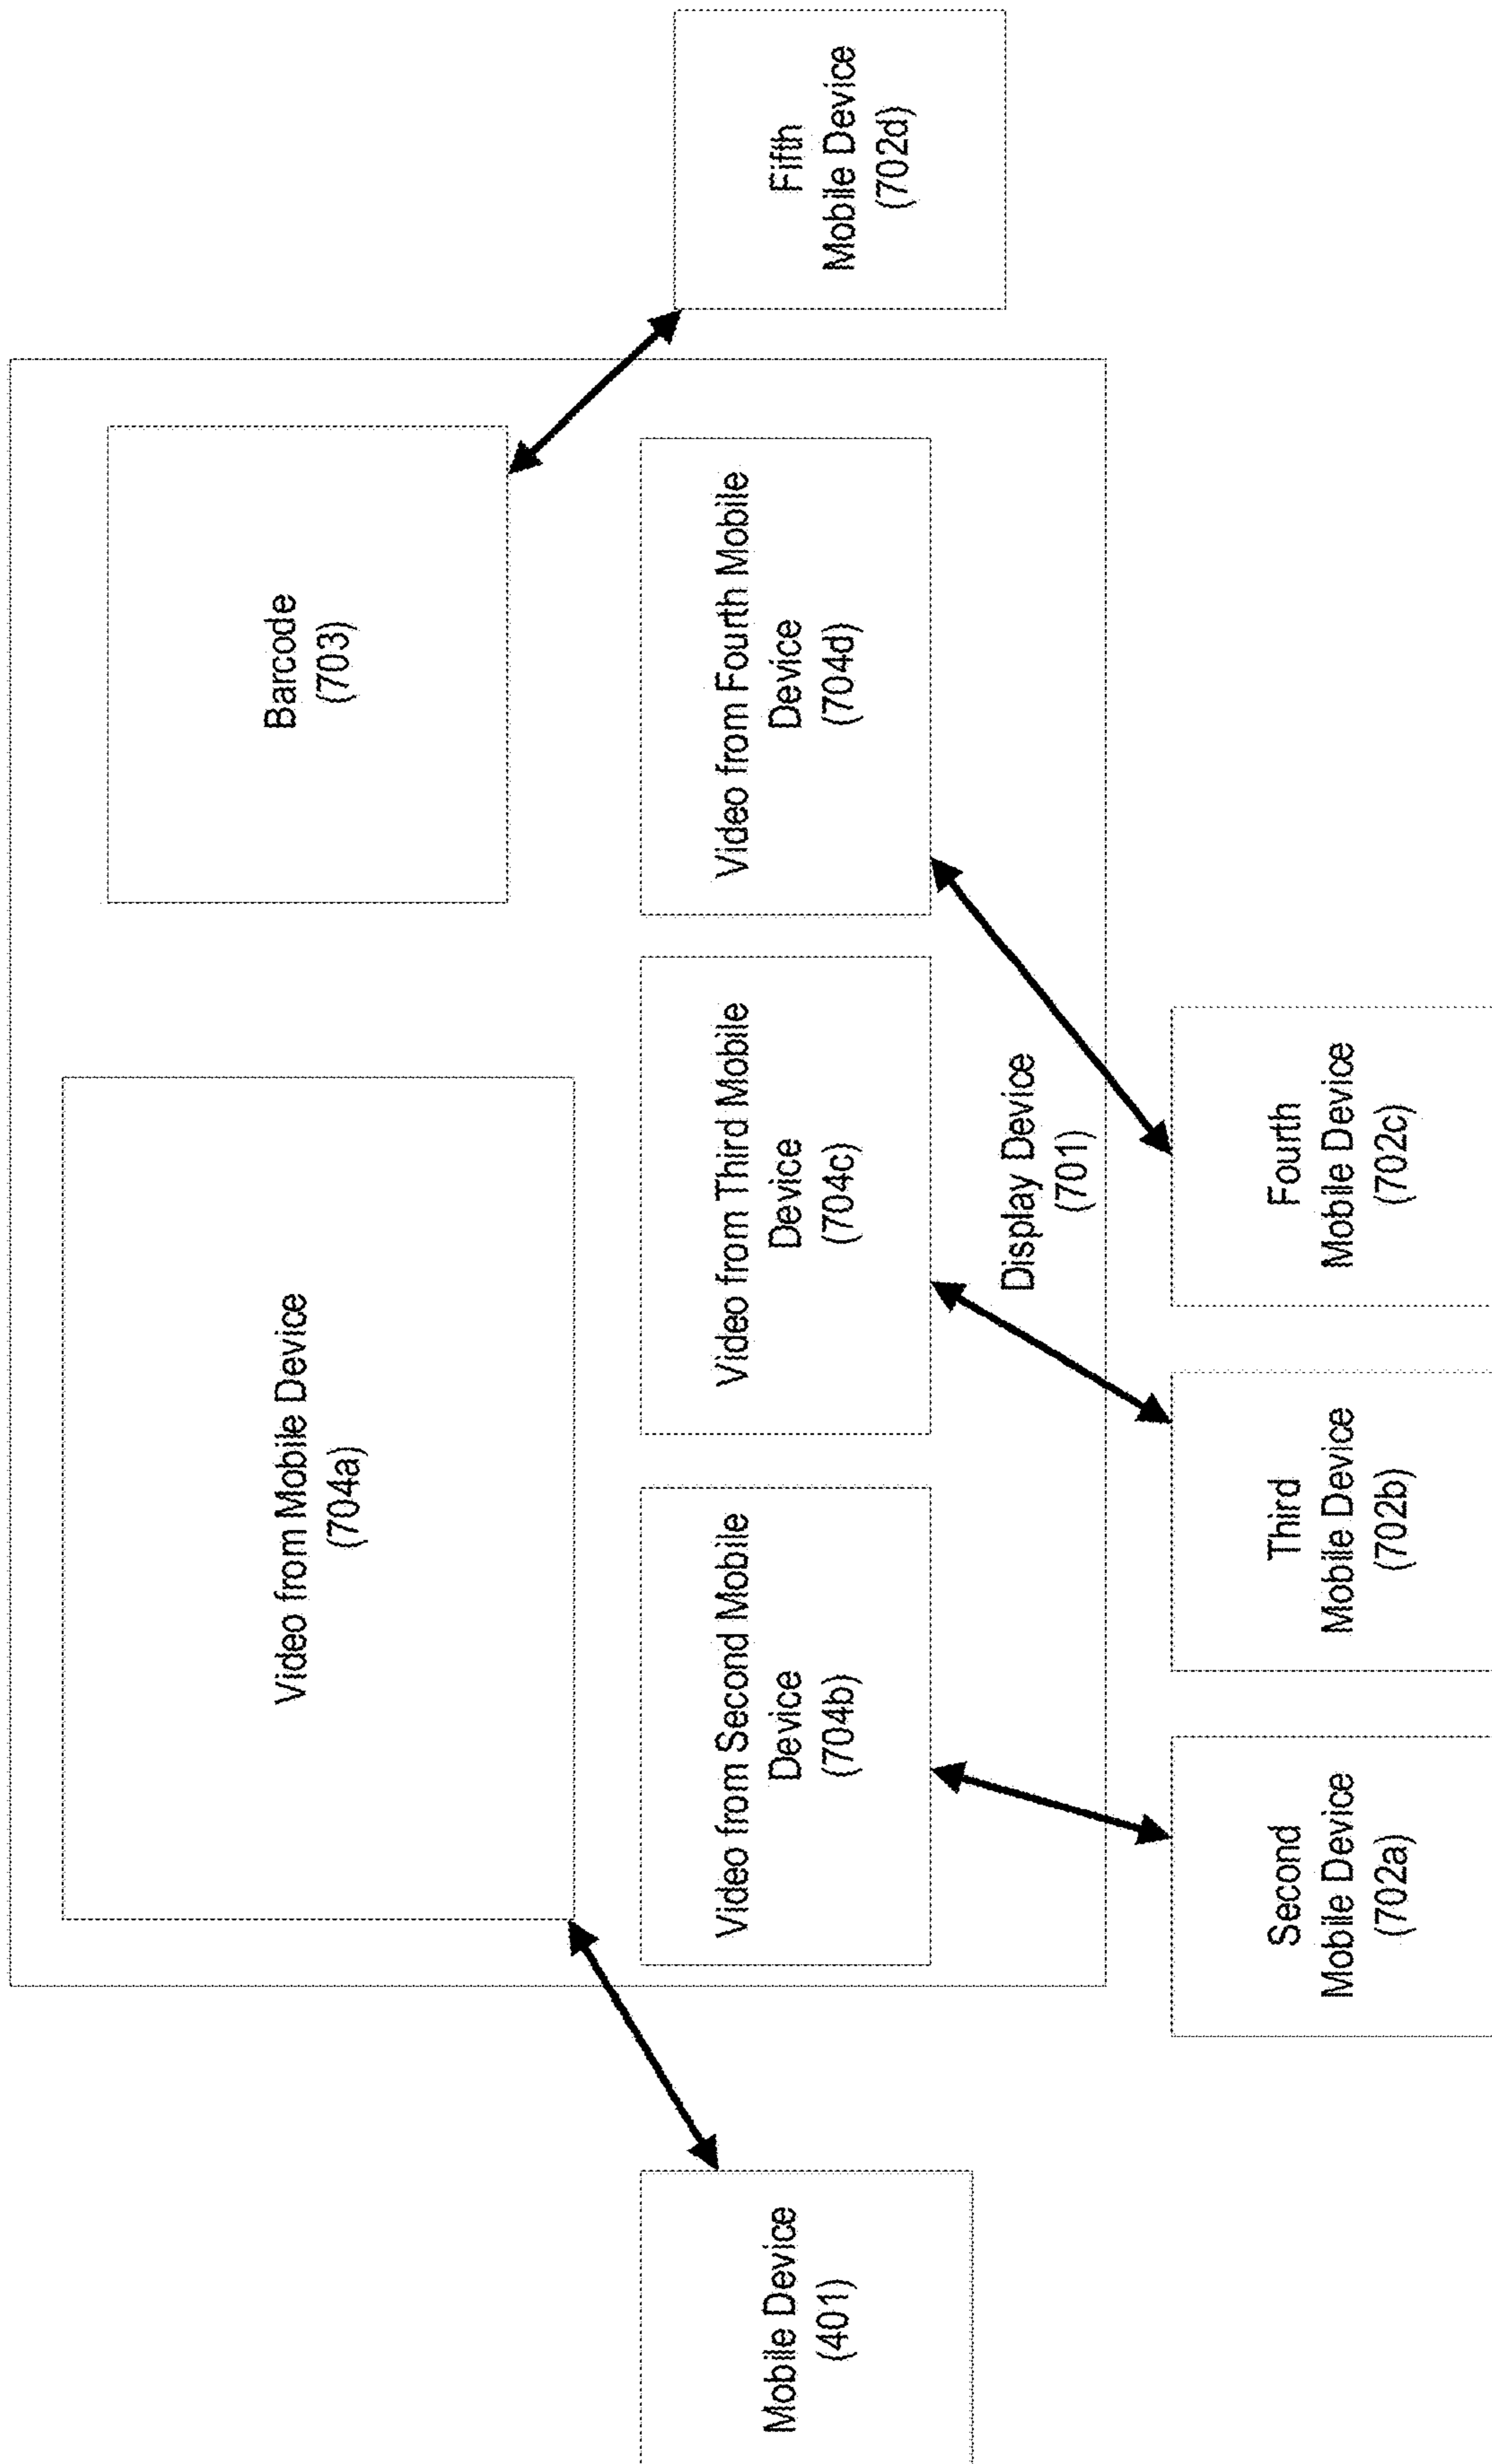 Video from Mobile Device
(704a)
Barcode
(703)
Video from Second Mobile
Device
(704b)
Video from Third Mobile
Device
(704c)
Video from Fourth Mobile
Device
(704d)
Mobile Device
(401)
Fifth
Mobile Device
(702d)
Display Device
(701)
Second
Mobile Device
(702a)
Third
Mobile Device
(702b)
Fourth
Mobile Device
(702c)